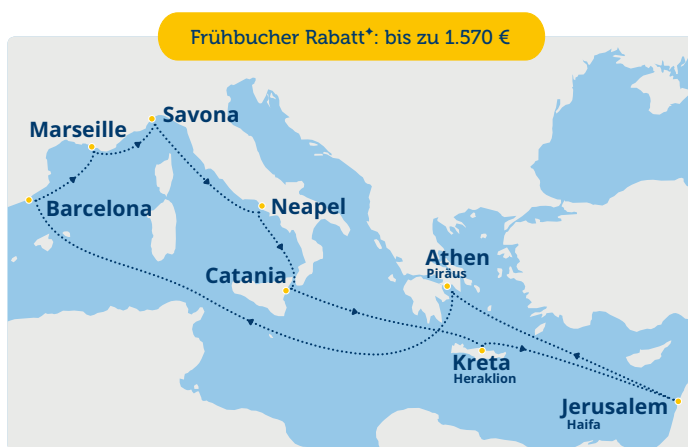 Frühbucher Rabatt✦: bis zu 1.570 €
Savona
Marseille
Barcelona
Neapel
Athen
Piräus
Catania
Kreta
Heraklion
Jerusalem
Haifa